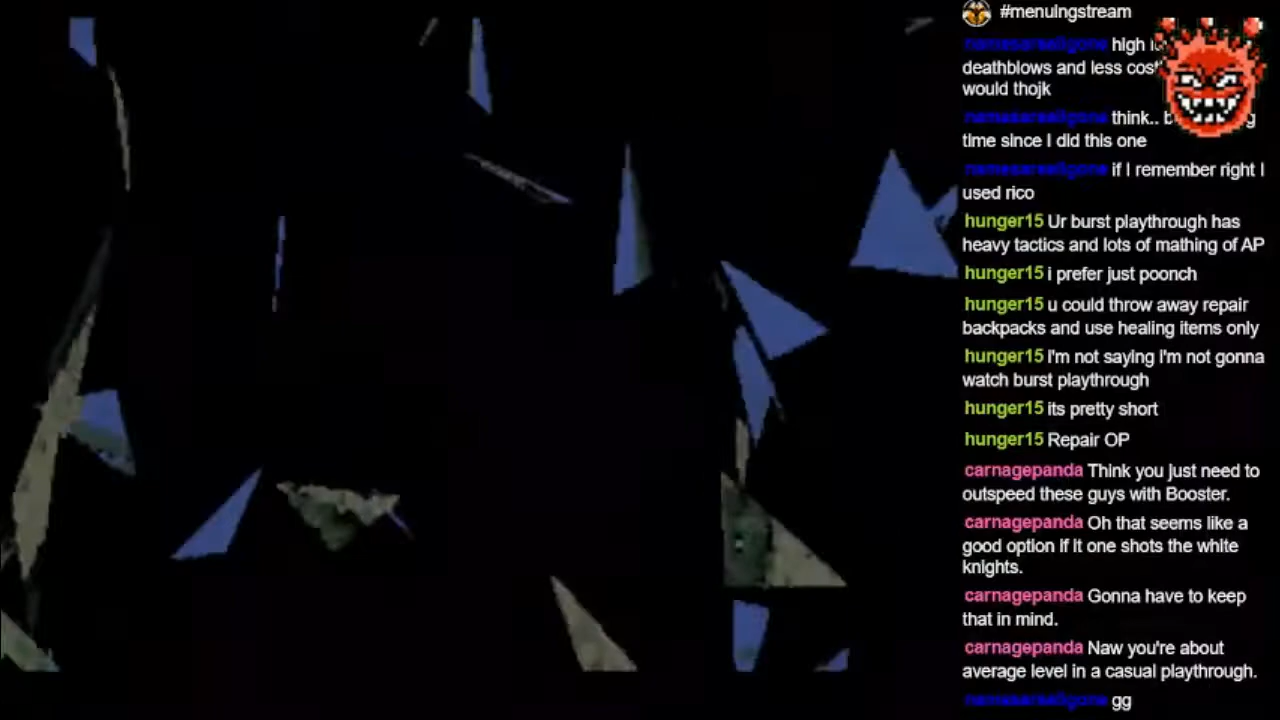 #menuingstream
namesareallgone high
deathblows and less cost
would thojk
namesareallgone think..
time since I did this one
namesareallgone if I remember right I
used rico
hunger15 Ur burst playthrough has
heavy tactics and lots of mathing of AP
hunger15 i prefer just poonch
hunger15 u could throw away repair
backpacks and use healing items only
hunger15 I'm not saying I'm not gonna
watch burst playthrough
hunger15 its pretty short
hunger15 Repair OP
carnagepanda Think you just need to
outspeed these guys with Booster.
carnagepanda Oh that seems like a
good option if it one shots the white
knights.
carnagepanda Gonna have to keep
that in mind.
carnagepanda Naw you're about
average level in a casual playthrough.
namesareallgone gg